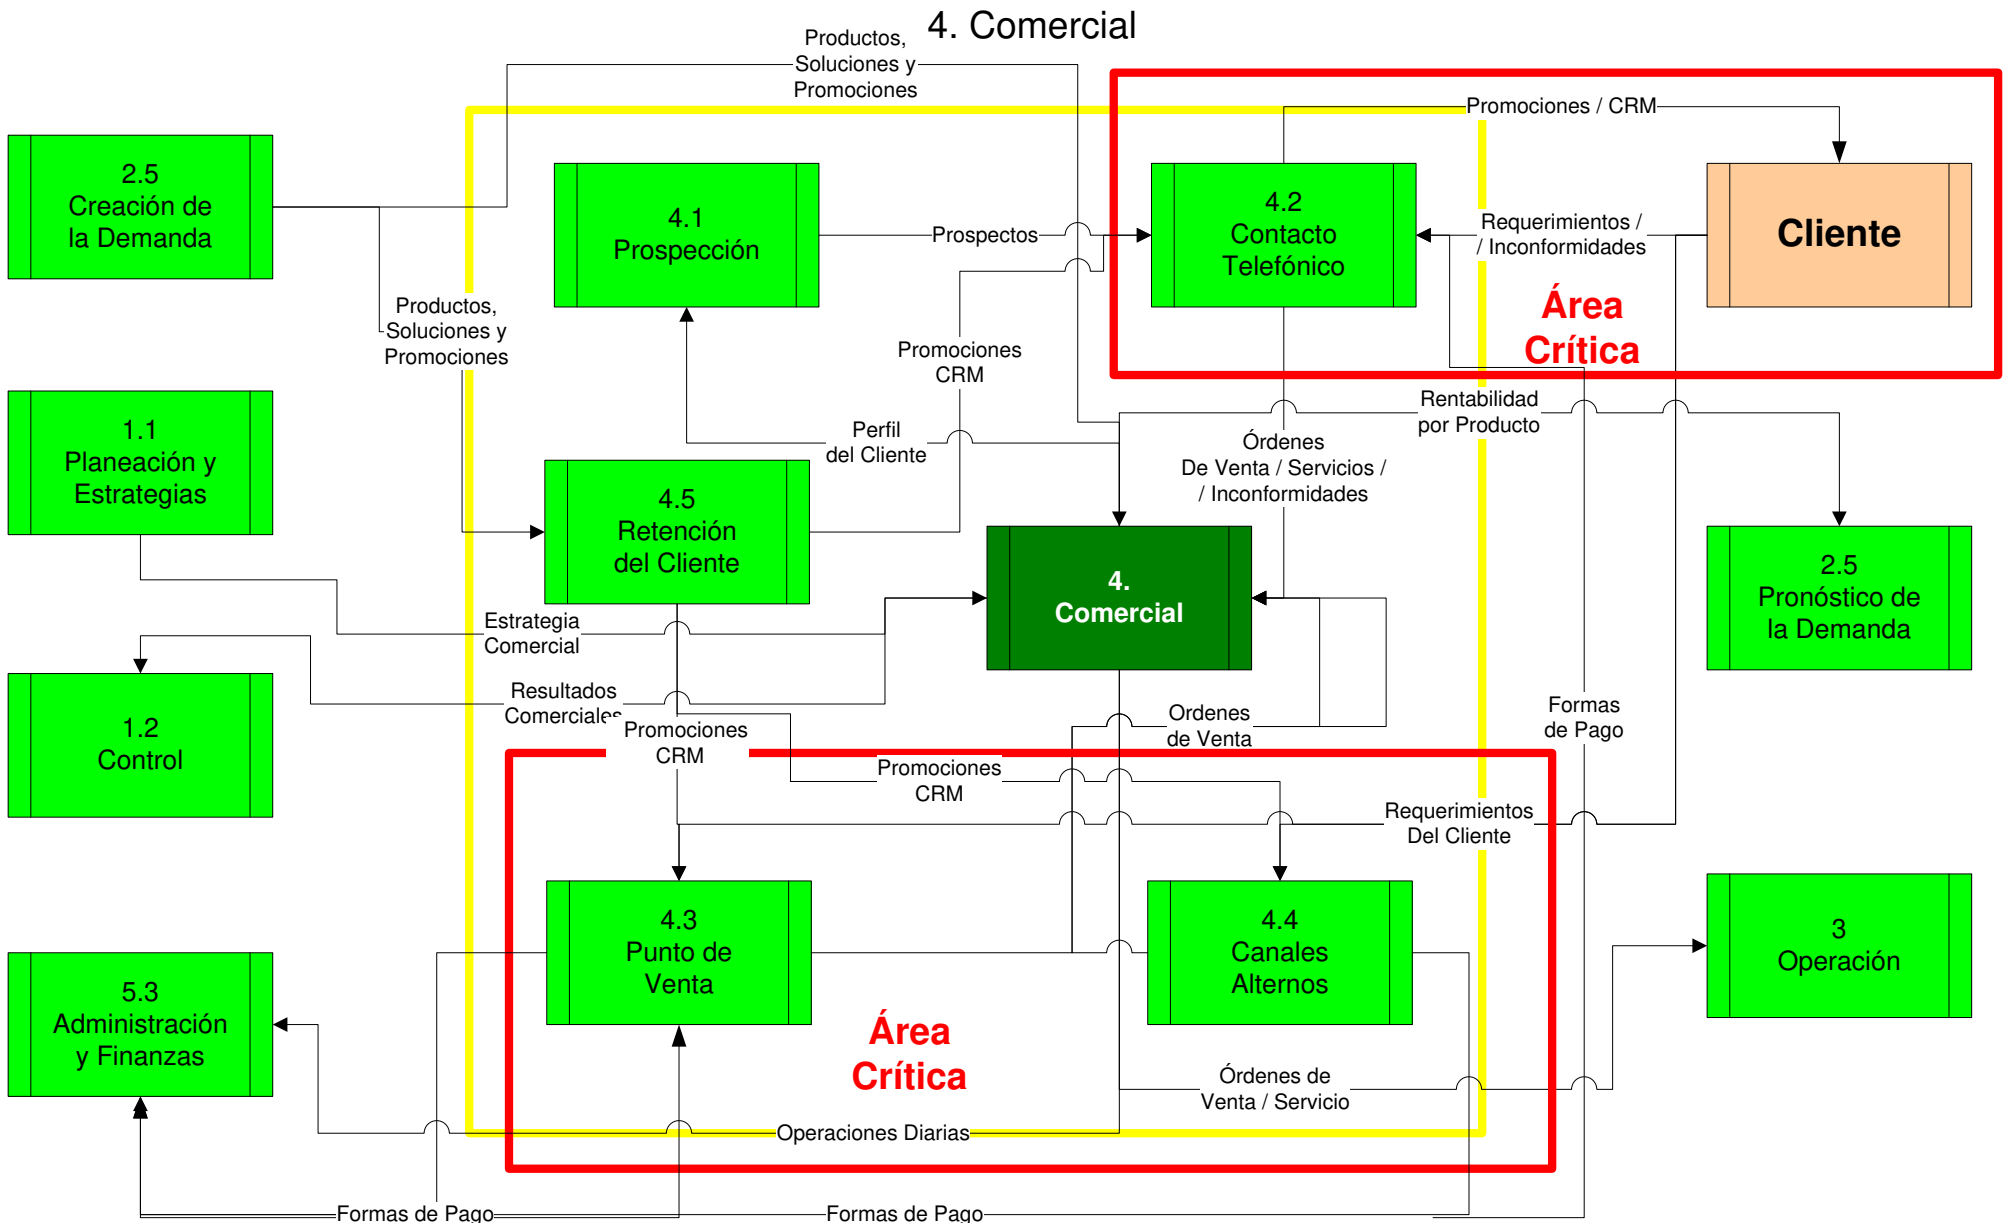 4. Comercial
Productos,
Soluciones y
Promociones
Promociones / CRM
2.5
Creación de
la Demanda
4.1
Prospección
Prospectos
4.2
Contacto
Telefónico
Requerimientos /
/ Inconformidades
Cliente
Área
Crítica
Productos,
Soluciones y
Promociones
Promociones
CRM
1.1
Planeación y
Estrategias
Perfil
del Cliente
Órdenes
De Venta / Servicios /
/ Inconformidades
Rentabilidad
por Producto
4.5
Retención
del Cliente
4.
Comercial
2.5
Pronóstico de
la Demanda
Estrategia
Comercial
Resultados
Comerciales
1.2
Control
Promociones
CRM
Ordenes
de Venta
Formas
de Pago
Promociones
CRM
Requerimientos
Del Cliente
4.3
Punto de
Venta
4.4
Canales
Alternos
3
Operación
5.3
Administración
y Finanzas
Área
Crítica
Órdenes de
Venta / Servicio
Operaciones Diarias
Formas de Pago
Formas de Pago